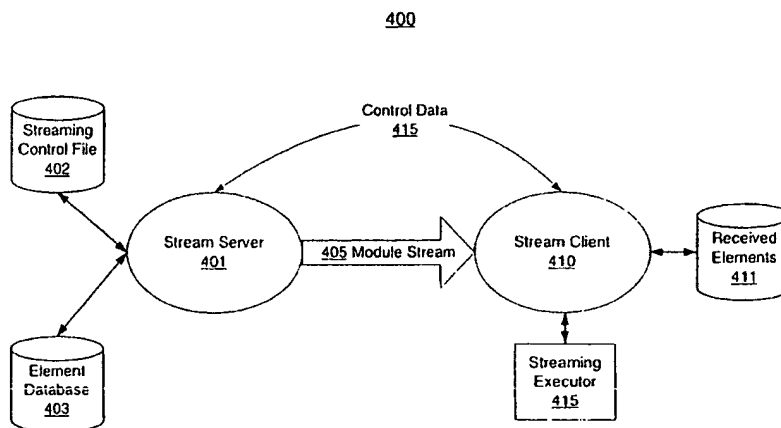 400
Control Data
415
Streaming
Control File
402
Stream Server
401
405 Module Stream
Stream Client
410
Received
Elements
411
Element
Database
403
Streaming
Executor
415